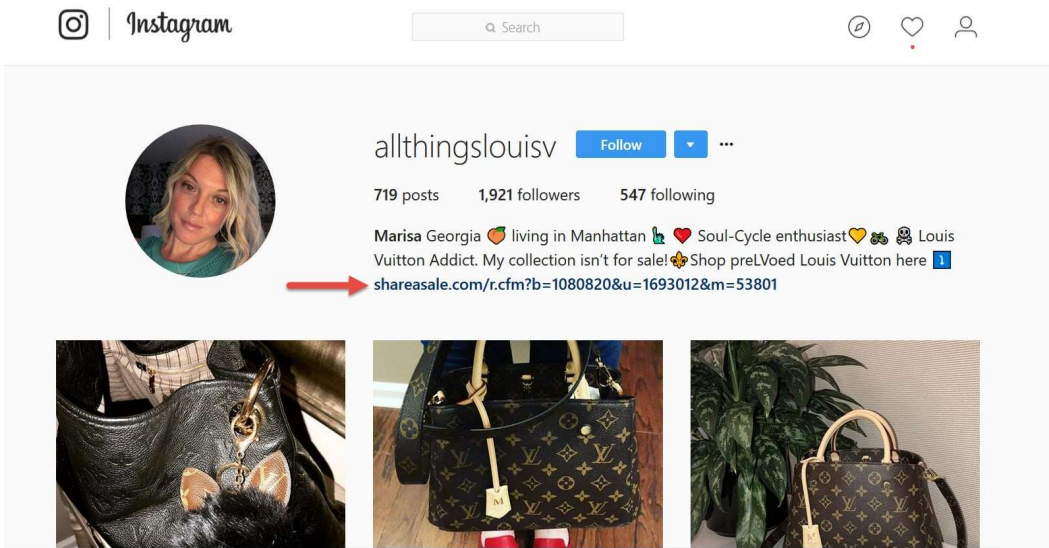 Instagram
Search
allthingslouisv Follow
719 posts 1,921 followers 547 following
Marisa Georgia 🍑 living in Manhattan 🗽 ❤️ Soul-Cycle enthusiast💛 🚲 ☠️ Louis
Vuitton Addict. My collection isn't for sale!⚜️Shop preLVoed Louis Vuitton here ⤵️
shareasale.com/r.cfm?b=1080820&u=1693012&m=53801
M